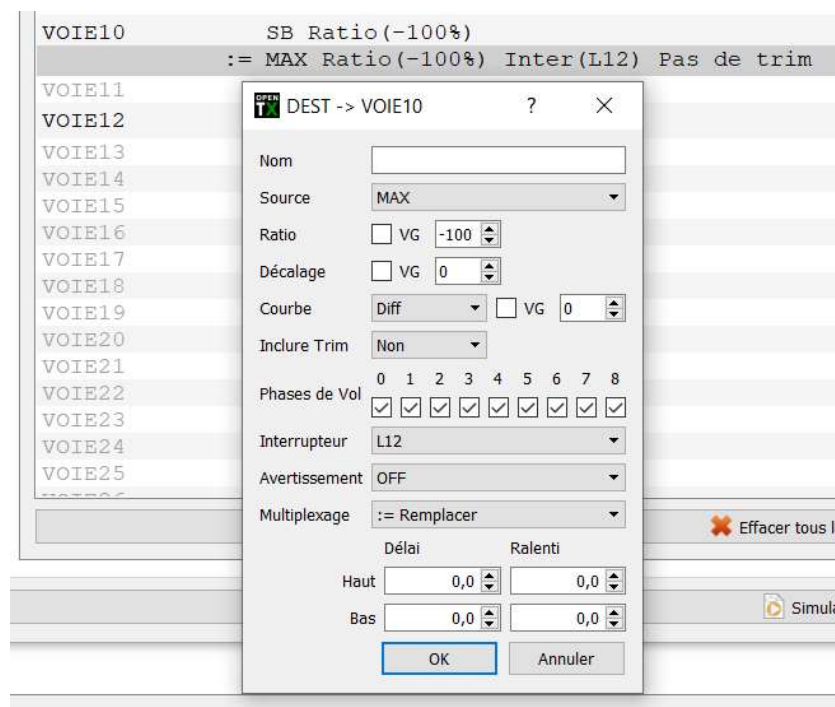 VOIE10 SB Ratio(-100%)
:= MAX Ratio(-100%) Inter(L12) Pas de trim
VOIE11
VOIE12
VOIE13
VOIE14
VOIE15
VOIE16
VOIE17
VOIE18
VOIE19
VOIE20
VOIE21
VOIE22
VOIE23
VOIE24
VOIE25
OPEN TX DEST -> VOIE10 ?
Nom
Source MAX
Ratio VG -100
Décalage VG 0
Courbe Diff VG 0
Inclure Trim Non
0 1 2 3 4 5 6 7 8
Phases de Vol
Interrupteur L12
Avertissement OFF
Multiplexage := Remplacer
Délai Ralenti
Haut 0,0 0,0
Bas 0,0 0,0
OK Annuler
Effacer tous l
Simula